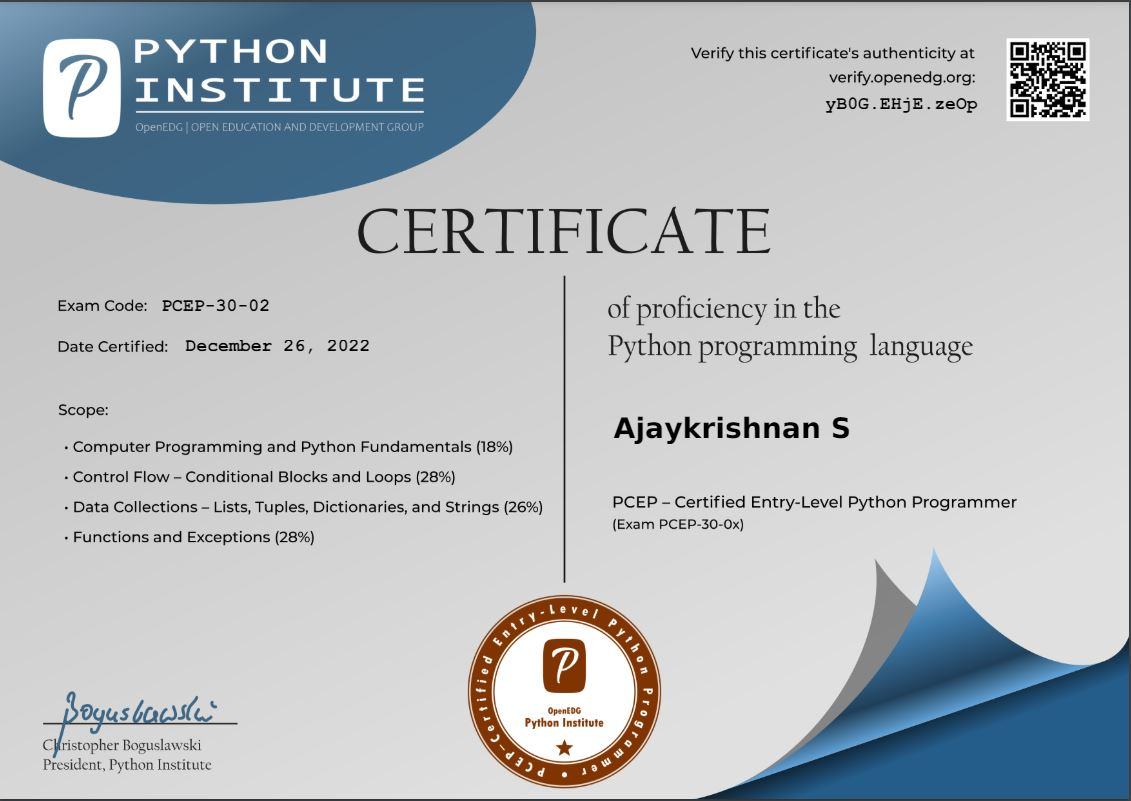 PYTHON
INSTITUTE
OpenEDG | OPEN EDUCATION AND DEVELOPMENT GROUP
Verify this certificate's authenticity at
verify.openedg.org:
yB0G.EHjE.zeOp
CERTIFICATE
Exam Code: PCEP-30-02
Date Certified: December 26, 2022
Scope:
• Computer Programming and Python Fundamentals (18%)
• Control Flow – Conditional Blocks and Loops (28%)
• Data Collections – Lists, Tuples, Dictionaries, and Strings (26%)
• Functions and Exceptions (28%)
of proficiency in the
Python programming language
Ajaykrishnan S
PCEP – Certified Entry-Level Python Programmer
(Exam PCEP-30-0x)
Boguslawski
Christopher Boguslawski
President, Python Institute
PCEP-Certified Entry-Level Python Programmer •
OpenEDG
Python Institute